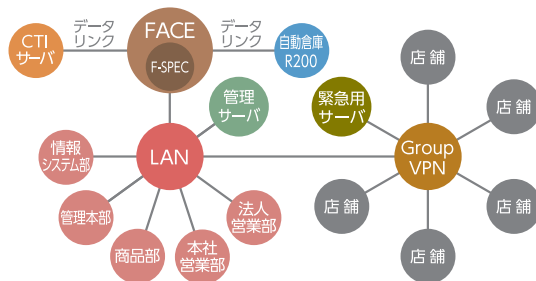 CTI
サーバ
データ
リンク
FACE
F-SPEC
データ
リンク
自動倉庫
R200
管理
サーバ
LAN
情報
システム部
管理本部
商品部
本社
営業部
法人
営業部
緊急用
サーバ
Group
VPN
店舗
店舗
店舗
店舗
店舗